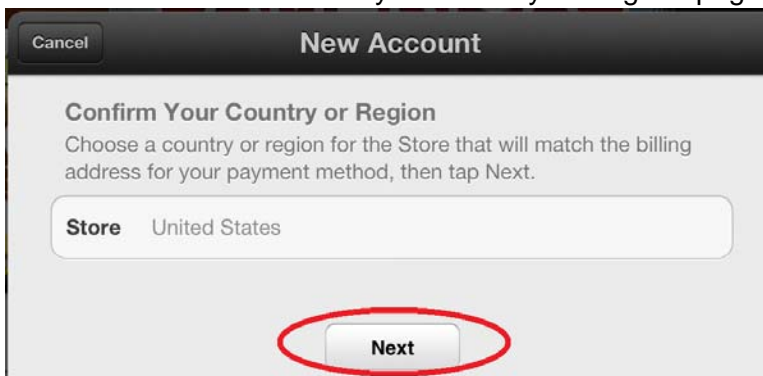 Cancel New Account
Confirm Your Country or Region
Choose a country or region for the Store that will match the billing
address for your payment method, then tap Next.
Store United States
Next